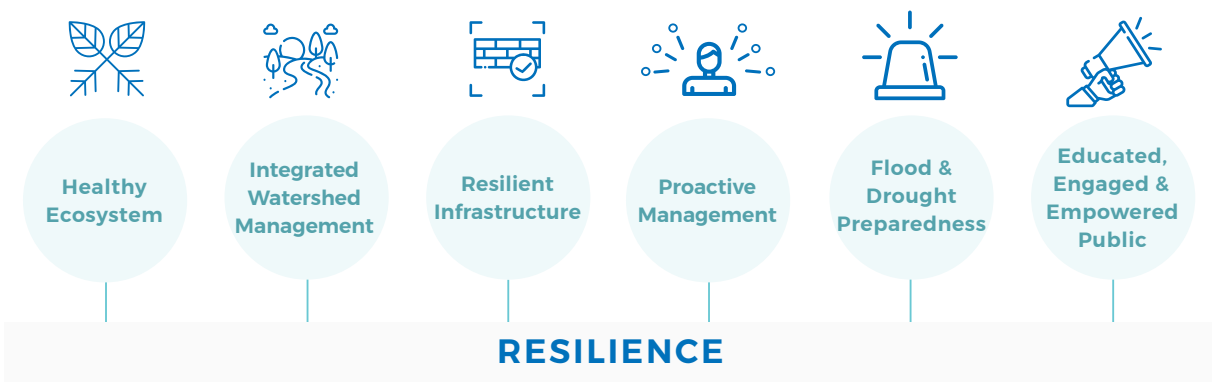 Healthy
Ecosystem
Integrated
Watershed
Management
Resilient
Infrastructure
Proactive
Management
Flood &
Drought
Preparedness
Educated,
Engaged &
Empowered
Public
RESILIENCE